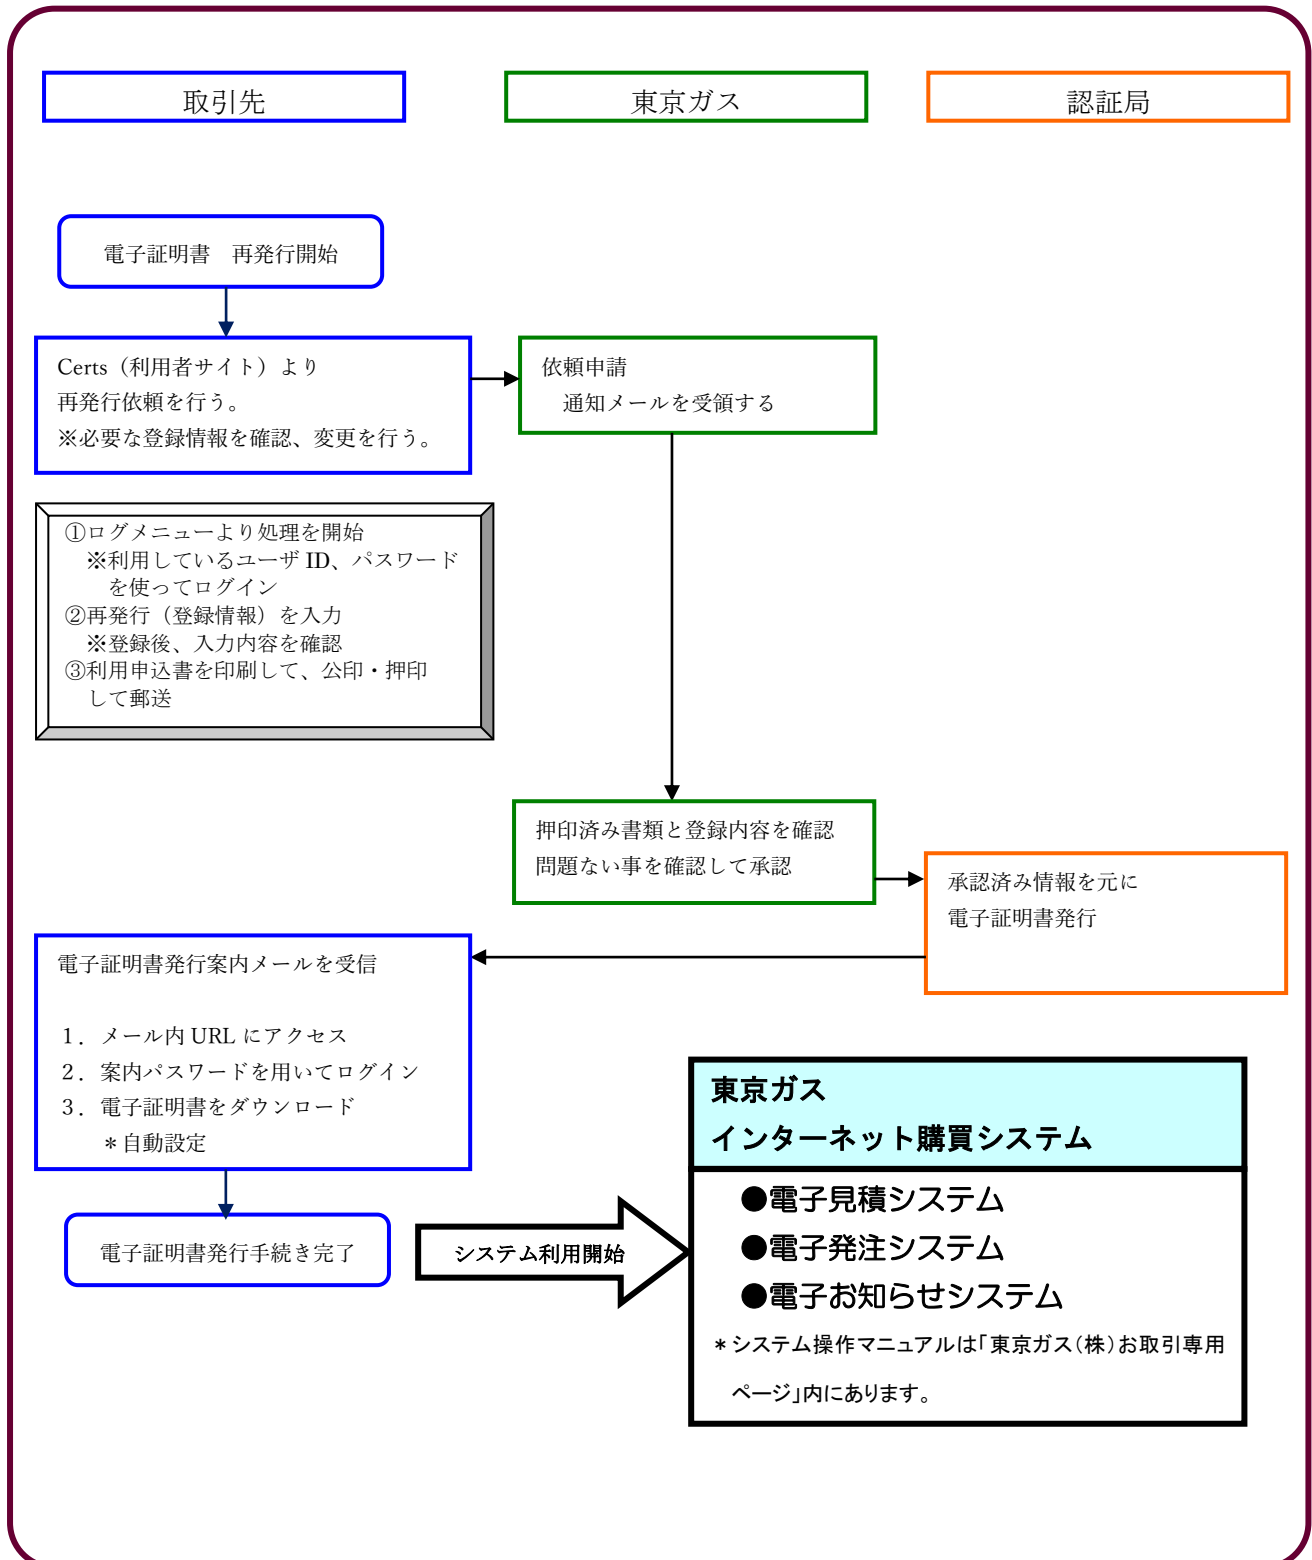 取引先
東京ガス
認証局
電子証明書　再発行開始
Certs（利用者サイト）より
再発行依頼を行う。
※必要な登録情報を確認、変更を行う。
依頼申請
通知メールを受領する
①ログメニューより処理を開始
※利用しているユーザ ID、パスワード
を使ってログイン
②再発行（登録情報）を入力
※登録後、入力内容を確認
③利用申込書を印刷して、公印・押印
して郵送
押印済み書類と登録内容を確認
問題ない事を確認して承認
承認済み情報を元に
電子証明書発行
電子証明書発行案内メールを受信
１．メール内 URL にアクセス
２．案内パスワードを用いてログイン
３．電子証明書をダウンロード
＊自動設定
電子証明書発行手続き完了
システム利用開始
東京ガス
インターネット購買システム
●電子見積システム
●電子発注システム
●電子お知らせシステム
＊システム操作マニュアルは「東京ガス（株）お取引専用
ページ」内にあります。